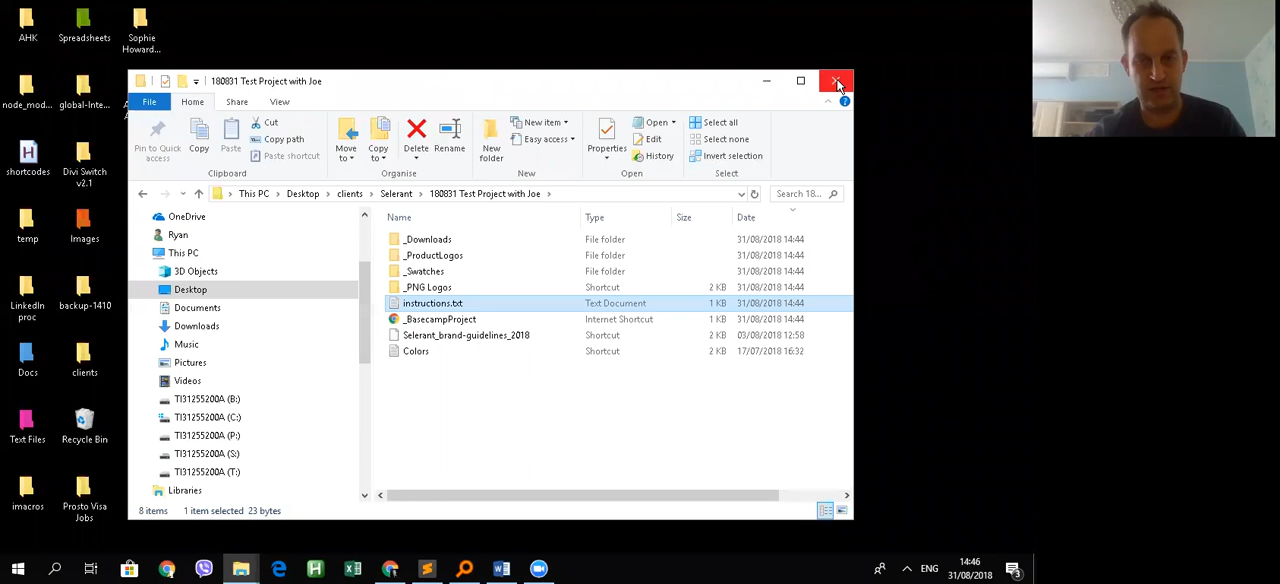 AHK
Spreadsheets
Sophie
Howard...
node_mod...
global-Inte...
shortcodes
Divi Switch
v2.1
temp
Images
LinkedIn
proc
backup-1410
Docs
clients
Text Files
Recycle Bin
imacros
Prosto Visa
Jobs
180831 Test Project with Joe
File
Home
Share
View
Pin to Quick
access
Copy
Paste
Cut
Copy path
Paste shortcut
Clipboard
Move
to
Copy
to
Delete
Rename
Organise
New
folder
New item
Easy access
New
Properties
Open
Edit
History
Open
Select all
Select none
Invert selection
Select
This PC > Desktop > clients > Selerant > 180831 Test Project with Joe >
Search 18...
OneDrive
Ryan
This PC
3D Objects
Desktop
Documents
Downloads
Music
Pictures
Videos
TI31255200A (B:)
TI31255200A (C:)
TI31255200A (P:)
TI31255200A (S:)
TI31255200A (T:)
Libraries
Name Type Size Date
_Downloads File folder 31/08/2018 14:44
_ProductLogos File folder 31/08/2018 14:44
_Swatches File folder 31/08/2018 14:44
_PNG Logos Shortcut 2 KB 31/08/2018 14:44
instructions.txt Text Document 1 KB 31/08/2018 14:44
_BasecampProject Internet Shortcut 1 KB 31/08/2018 14:44
Selerant_brand-guidelines_2018 Shortcut 2 KB 03/08/2018 12:58
Colors Shortcut 2 KB 17/07/2018 16:32
8 items 1 item selected 23 bytes
ENG
14:46
31/08/2018
3